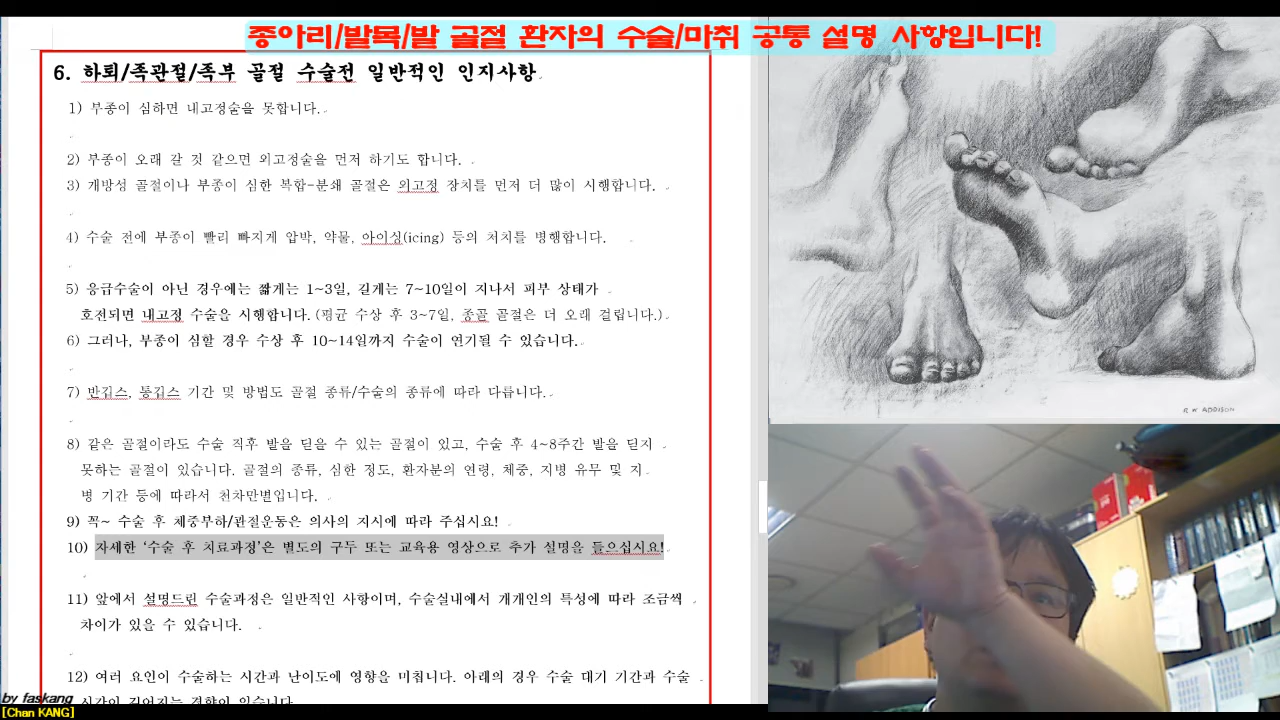 종아리/발목/발 골절 환자의 수술/마취 공통 설명 사항입니다!
6. 하퇴/족관절/족부 골절 수술전 일반적인 인지사항
1) 부종이 심하면 내고정술을 못합니다.
2) 부종이 오래 갈 것 같으면 외고정술을 먼저 하기도 합니다.
3) 개방성 골절이나 부종이 심한 복합-분쇄 골절은 외고정 장치를 먼저 더 많이 시행합니다.
4) 수술 전에 부종이 빨리 빠지게 압박, 약물, 아이싱(icing) 등의 처치를 병행합니다.
5) 응급수술이 아닌 경우에는 짧게는 1~3일, 길게는 7~10일이 지나서 피부 상태가
호전되면 내고정 수술을 시행합니다. (평균 수상 후 3~7일, 종골 골절은 더 오래 걸립니다.)
6) 그러나, 부종이 심할 경우 수상 후 10~14일까지 수술이 연기될 수 있습니다.
7) 반깁스, 통깁스 기간 및 방법도 골절 종류/수술의 종류에 따라 다릅니다.
8) 같은 골절이라도 수술 직후 발을 딛을 수 있는 골절이 있고, 수술 후 4~8주간 발을 딛지
못하는 골절이 있습니다. 골절의 종류, 심한 정도, 환자분의 연령, 체중, 지병 유무 및 지
병 기간 등에 따라서 천차만별입니다.
9) 꼭~ 수술 후 체중부하/관절운동은 의사의 지시에 따라 주십시요!
10) 자세한 '수술 후 치료과정'은 별도의 구두 또는 교육용 영상으로 추가 설명을 들으십시요!
11) 앞에서 설명드린 수술과정은 일반적인 사항이며, 수술실내에서 개개인의 특성에 따라 조금씩
차이가 있을 수 있습니다.
12) 여러 요인이 수술하는 시간과 난이도에 영향을 미칩니다. 아래의 경우 수술 대기 기간과 수술
시간이 길어지는 경향이 있습니다.
by faskang
[Chan KANG]
R W ADDISON